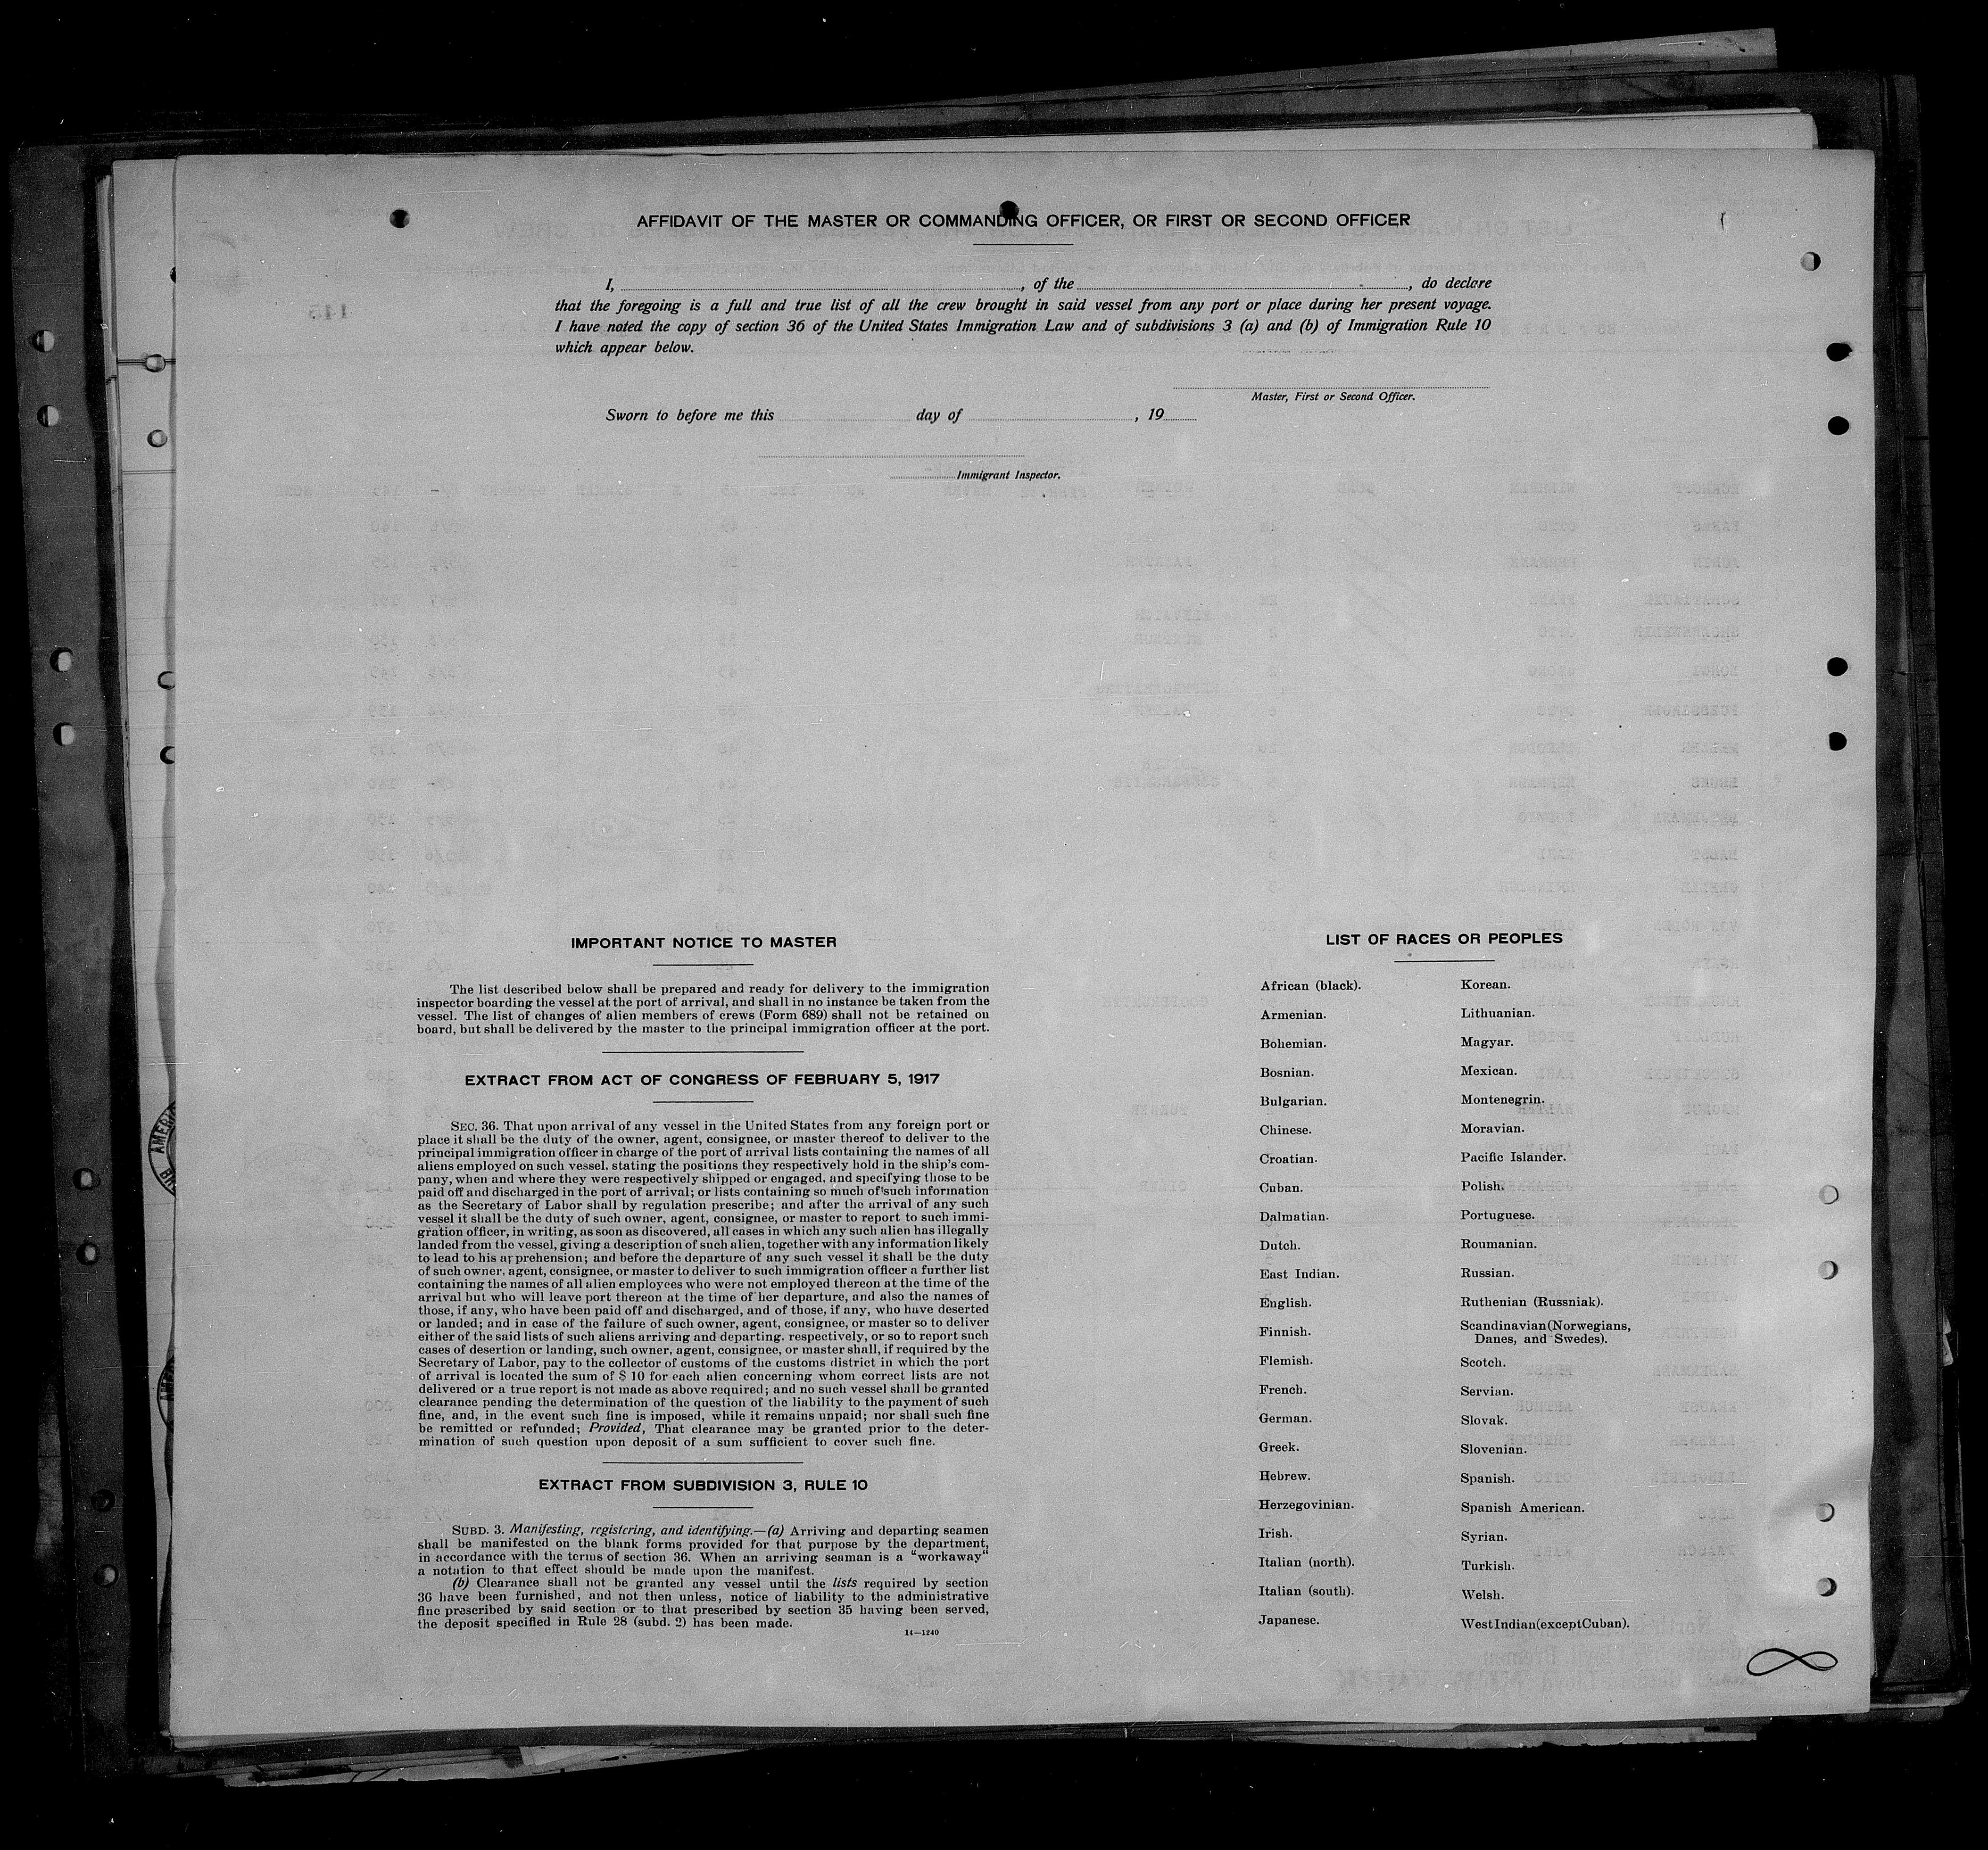 AFFIDAVIT OF THE MASTER OR COMMANDING OFFICER, OR FIRST OR SECOND OFFICER
I, , of the , do declare
that the foregoing is a full and true list of all the crew brought in said vessel from any port or place during her present voyage.
I have noted the copy of section 36 of the United States Immigration Law and of subdivisions 3 (a) and (b) of Immigration Rule 10
which appear below.
Master, First or Second Officer.
Sworn to before me this day of , 19
Immigrant Inspector.
IMPORTANT NOTICE TO MASTER
The list described below shall be prepared and ready for delivery to the immigration
inspector boarding the vessel at the port of arrival, and shall in no instance be taken from the
vessel. The list of changes of alien members of crews (Form 689) shall not be retained on
board, but shall be delivered by the master to the principal immigration officer at the port.
EXTRACT FROM ACT OF CONGRESS OF FEBRUARY 5, 1917
SEC. 36. That upon arrival of any vessel in the United States from any foreign port or
place it shall be the duty of the owner, agent, consignee, or master thereof to deliver to the
principal immigration officer in charge of the port of arrival lists containing the names of all
aliens employed on such vessel, stating the positions they respectively hold in the ship's com-
pany, when and where they were respectively shipped or engaged, and specifying those to be
paid off and discharged in the port of arrival; or lists containing so much of such information
as the Secretary of Labor shall by regulation prescribe; and after the arrival of any such
vessel it shall be the duty of such owner, agent, consignee, or master to report to such immi-
gration officer, in writing, as soon as discovered, all cases in which any such alien has illegally
landed from the vessel, giving a description of such alien, together with any information likely
to lead to his apprehension; and before the departure of any such vessel it shall be the duty
of such owner, agent, consignee, or master to deliver to such immigration officer a further list
containing the names of all alien employees who were not employed thereon at the time of the
arrival but who will leave port thereon at the time of her departure, and also the names of
those, if any, who have been paid off and discharged, and of those, if any, who have deserted
or landed; and in case of the failure of such owner, agent, consignee, or master so to deliver
either of the said lists of such aliens arriving and departing, respectively, or so to report such
cases of desertion or landing, such owner, agent, consignee, or master shall, if required by the
Secretary of Labor, pay to the collector of customs of the customs district in which the port
of arrival is located the sum of $ 10 for each alien concerning whom correct lists are not
delivered or a true report is not made as above required; and no such vessel shall be granted
clearance pending the determination of the question of the liability to the payment of such
fine, and, in the event such fine is imposed, while it remains unpaid; nor shall such fine
be remitted or refunded; Provided, That clearance may be granted prior to the deter-
mination of such question upon deposit of a sum sufficient to cover such fine.
EXTRACT FROM SUBDIVISION 3, RULE 10
SUBD. 3. Manifesting, registering, and identifying.—(a) Arriving and departing seamen
shall be manifested on the blank forms provided for that purpose by the department,
in accordance with the terms of section 36. When an arriving seaman is a "workaway"
a notation to that effect should be made upon the manifest.
(b) Clearance shall not be granted any vessel until the lists required by section
36 have been furnished, and not then unless, notice of liability to the administrative
fine prescribed by said section or to that prescribed by section 35 having been served,
the deposit specified in Rule 28 (subd. 2) has been made.
14—1240
LIST OF RACES OR PEOPLES
African (black).
Armenian.
Bohemian.
Bosnian.
Bulgarian.
Chinese.
Croatian.
Cuban.
Dalmatian.
Dutch.
East Indian.
English.
Finnish.
Flemish.
French.
German.
Greek.
Hebrew.
Herzegovinian.
Irish.
Italian (north).
Italian (south).
Japanese.
Korean.
Lithuanian.
Magyar.
Mexican.
Montenegrin.
Moravian.
Pacific Islander.
Polish.
Portuguese.
Roumanian.
Russian.
Ruthenian (Russniak).
Scandinavian (Norwegians,
Danes, and Swedes).
Scotch.
Servian.
Slovak.
Slovenian.
Spanish.
Spanish American.
Syrian.
Turkish.
Welsh.
West Indian (except Cuban).